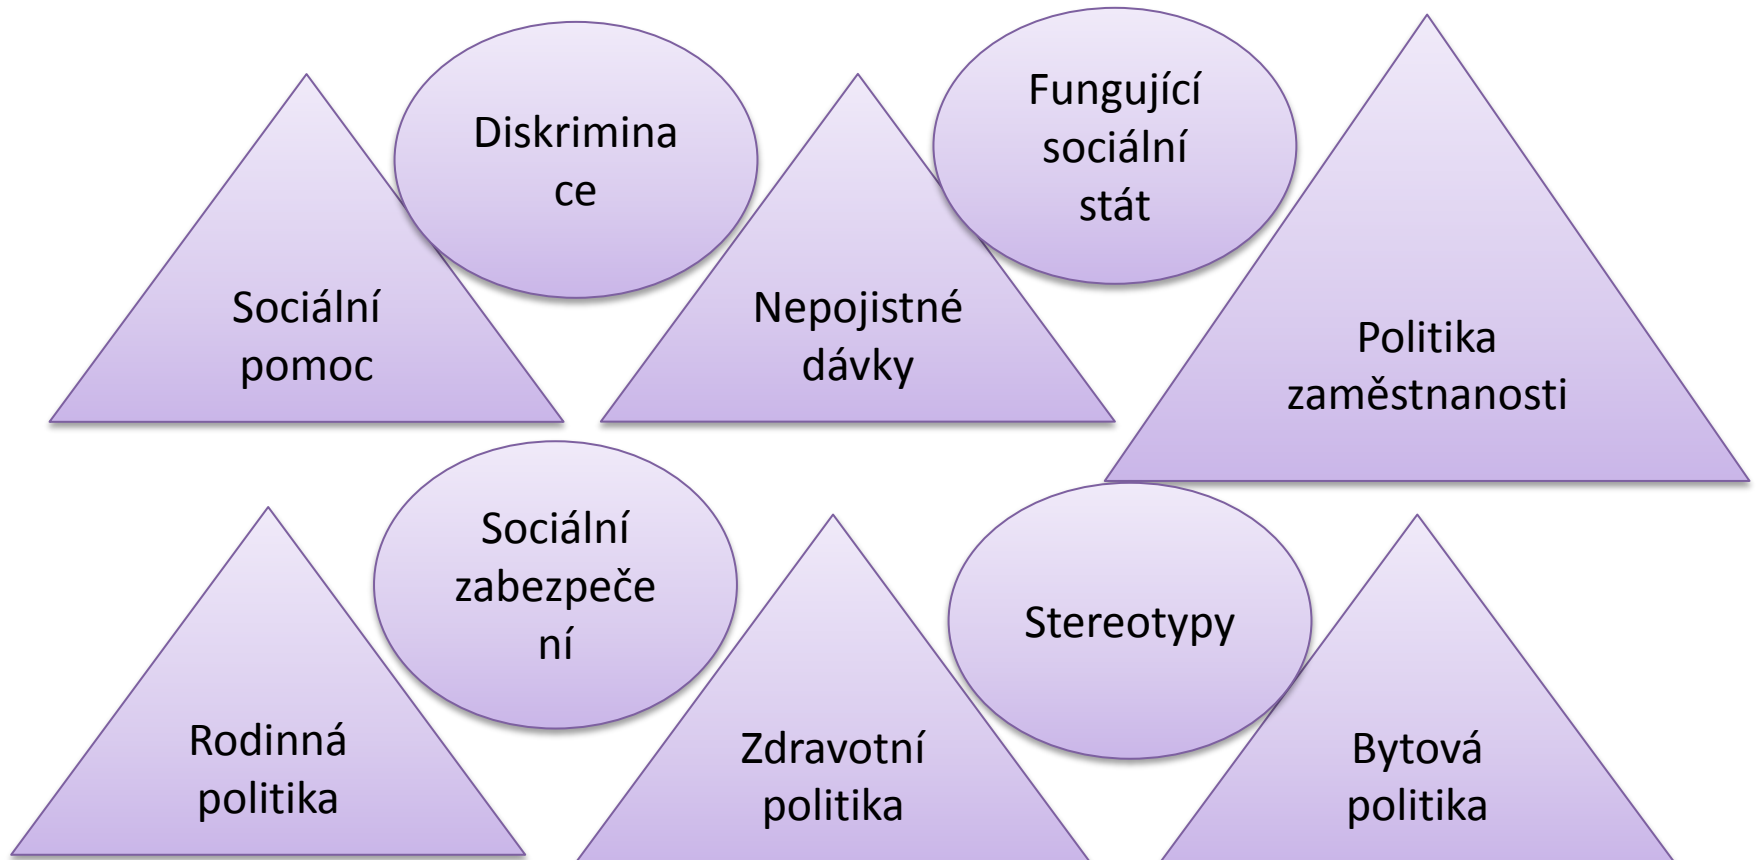 Diskrimina
ce
Fungující
sociální
stát
Sociální
pomoc
Nepojistné
dávky
Politika
zaměstnanosti
Sociální
zabezpeče
ní
Stereotypy
Rodinná
politika
Zdravotní
politika
Bytová
politika